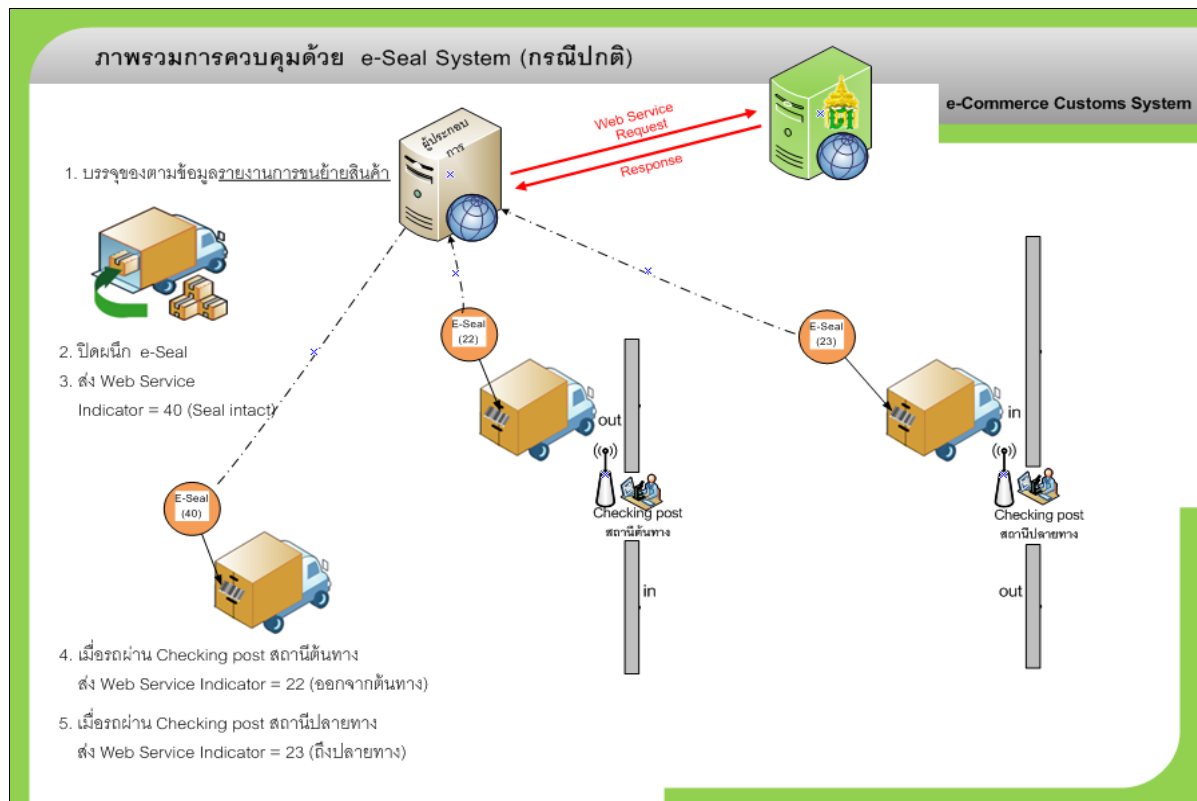 ภาพรวมการควบคุมด้วย e-Seal System (กรณีปกติ)
e-Commerce Customs System
ผู้ประกอบ
การ
Web Service
Request
Response
1. บรรจุของตามข้อมูลรายงานการขนย้ายสินค้า
2. ปิดผนึก e-Seal
3. ส่ง Web Service
Indicator = 40 (Seal intact)
E-Seal
(22)
E-Seal
(23)
out
in
Checking post
สถานีต้นทาง
Checking post
สถานีปลายทาง
E-Seal
(40)
in
out
4. เมื่อรถผ่าน Checking post สถานีต้นทาง
ส่ง Web Service Indicator = 22 (ออกจากต้นทาง)
5. เมื่อรถผ่าน Checking post สถานีปลายทาง
ส่ง Web Service Indicator = 23 (ถึงปลายทาง)